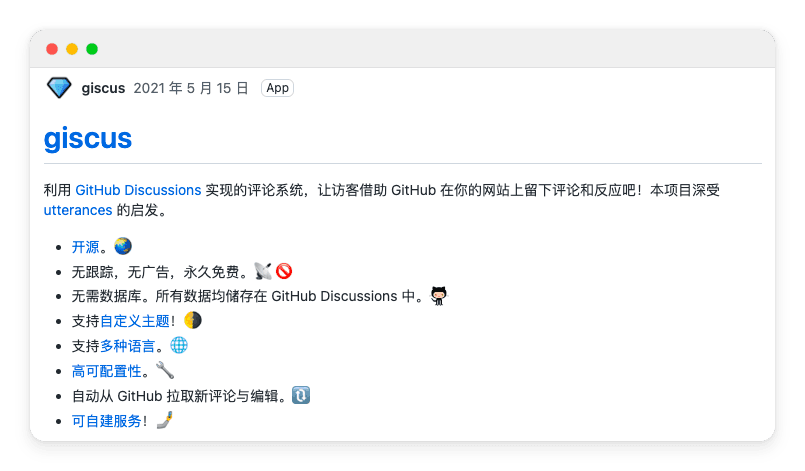 giscus 2021 年 5 月 15 日 App
giscus
利用 GitHub Discussions 实现的评论系统，让访客借助 GitHub 在你的网站上留下评论和反应吧！本项目深受
utterances 的启发。
开源。🌏
无跟踪，无广告，永久免费。📡 🚫
无需数据库。所有数据均储存在 GitHub Discussions 中。
支持自定义主题！🌗
支持多种语言。🌐
高可配置性。🔧
自动从 GitHub 拉取新评论与编辑。🔃
可自建服务！🤳